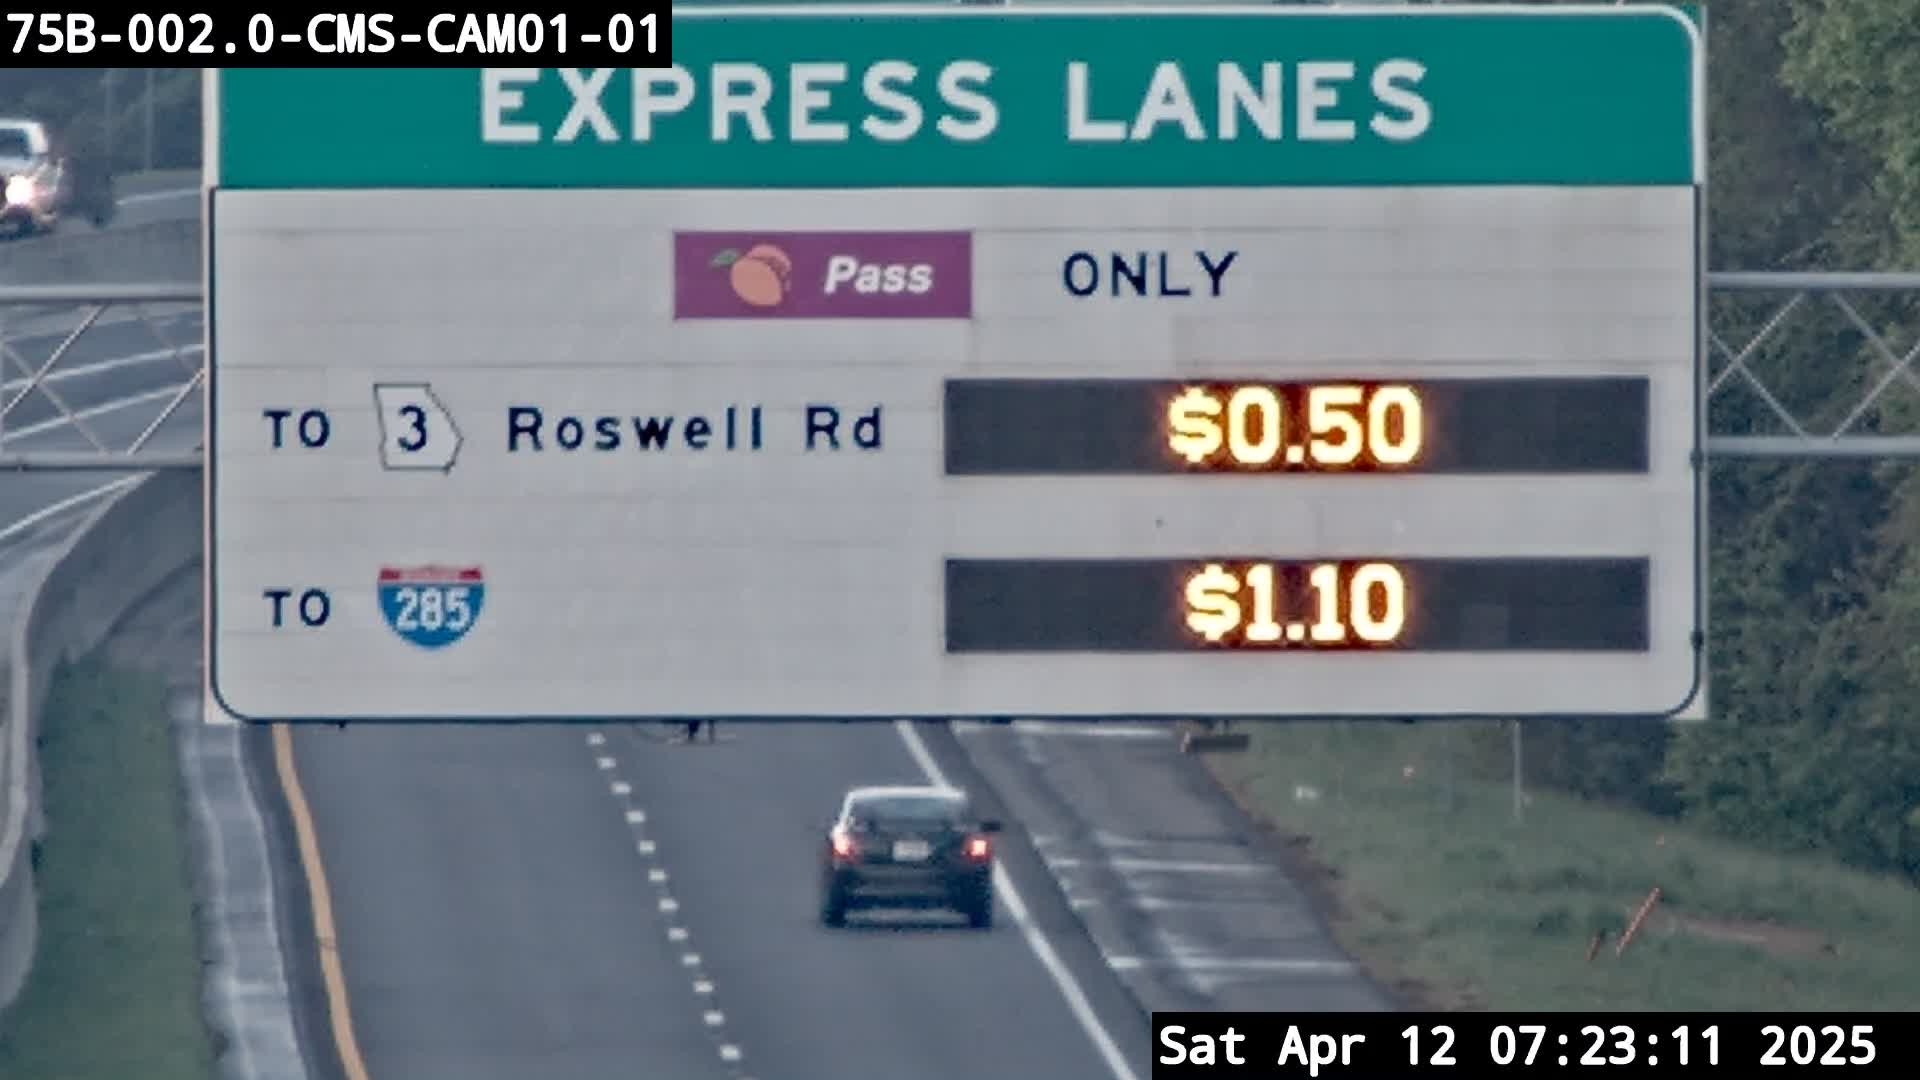 75B-002.0-CMS-CAM01-01
EXPRESS LANES
Pass ONLY
TO 3 Roswell Rd $0.50
TO 285 $1.10
Sat Apr 12 07:23:11 2025